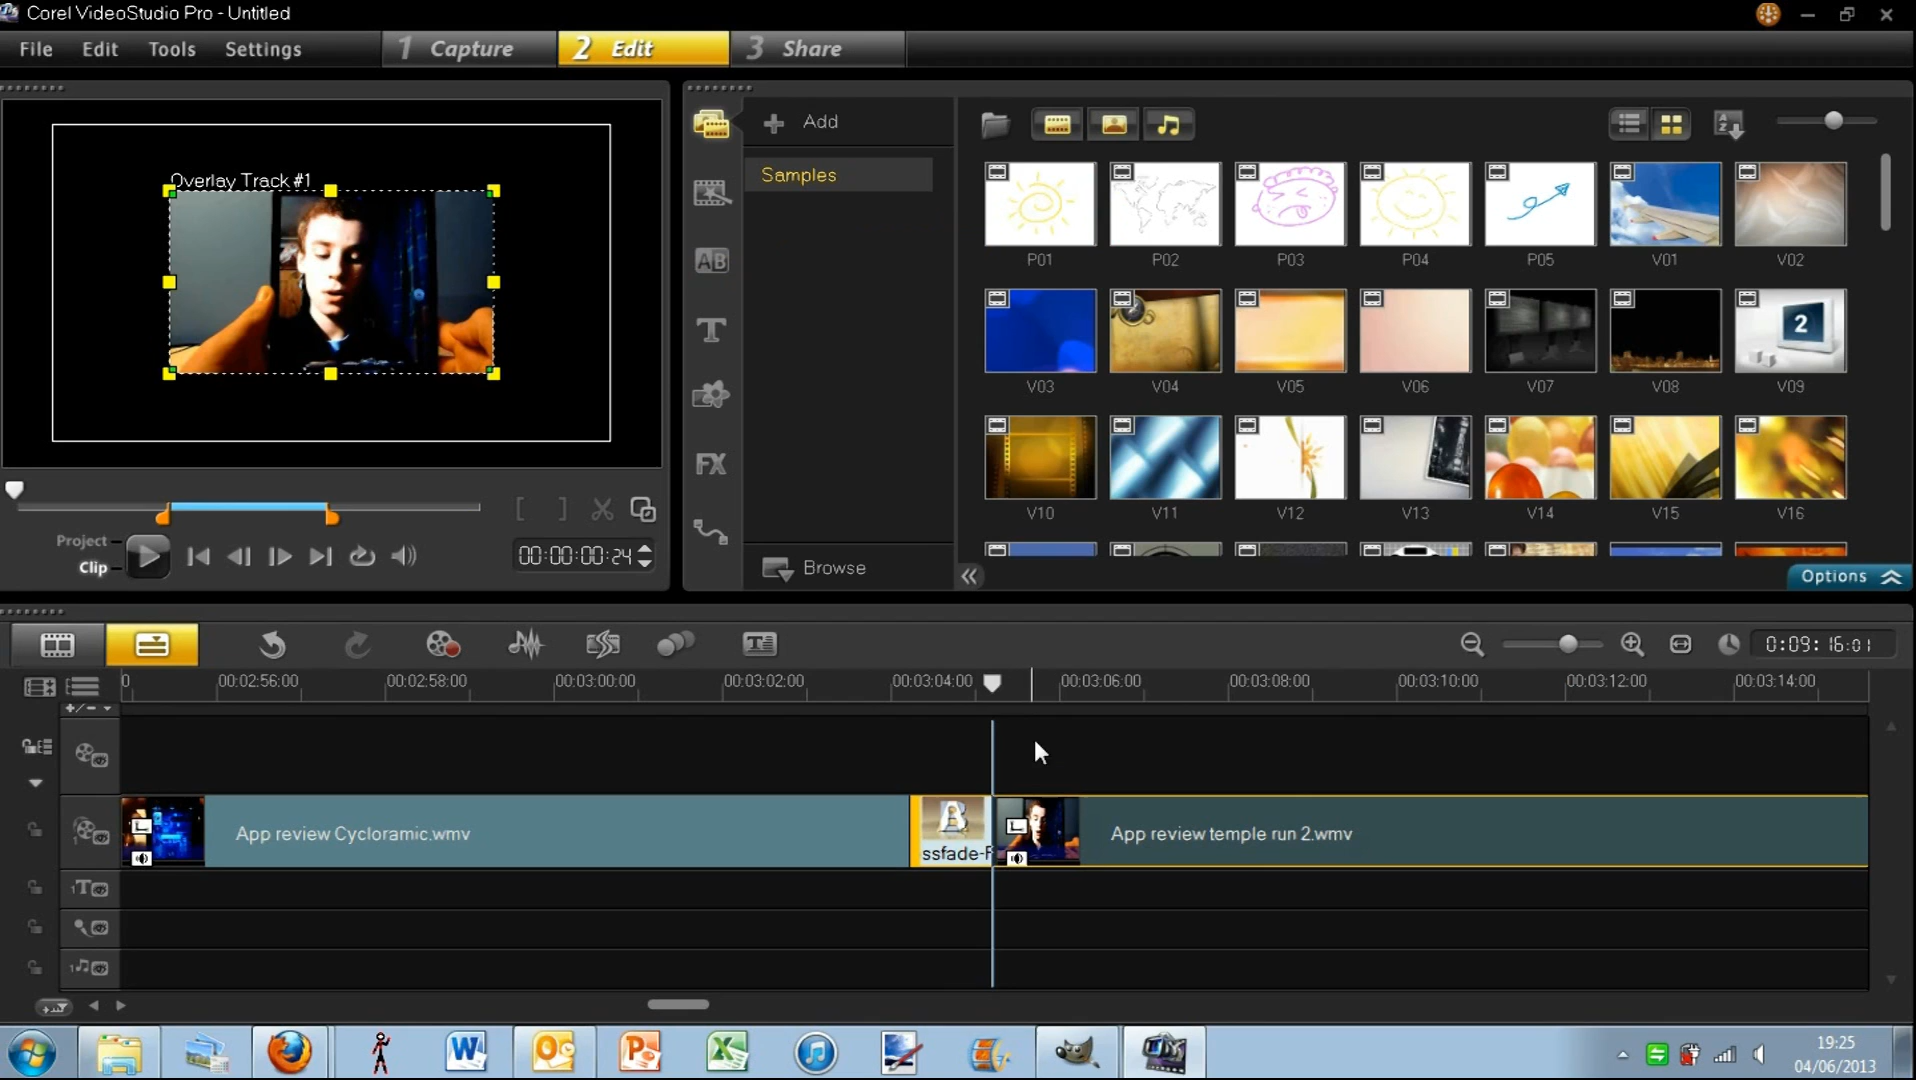 Corel VideoStudio Pro - Untitled
File Edit Tools Settings 1 Capture 2 Edit 3 Share
Overlay Track #1
Add
Samples
P01 P02 P03 P04 P05 V01 V02
AB
T
2
V03 V04 V05 V06 V07 V08 V09
FX
V10 V11 V12 V13 V14 V15 V16
Project
Clip
00:00:00:24
Browse
Options
0:09:16:01
0 00:02:56:00 00:02:58:00 00:03:00:00 00:03:02:00 00:03:04:00 00:03:06:00 00:03:08:00 00:03:10:00 00:03:12:00 00:03:14:00
App review Cycloramic.wmv
ssfade-F
App review temple run 2.wmv
19:25
04/06/2013